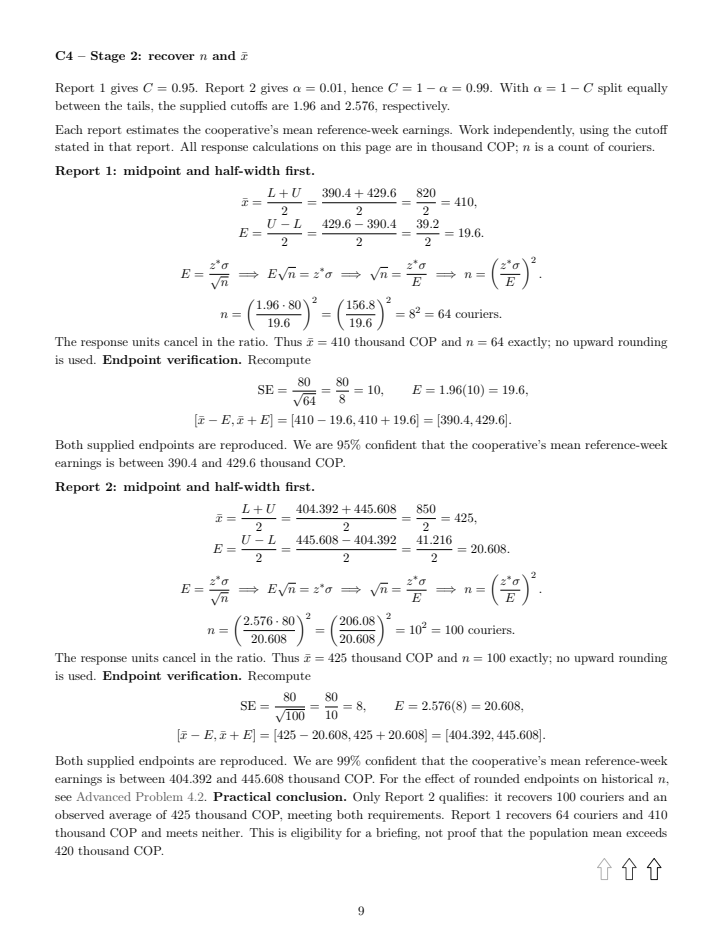 C4 – Stage 2: recover n and x̄
Report 1 gives C = 0.95. Report 2 gives α = 0.01, hence C = 1 − α = 0.99. With α = 1 − C split equally
between the tails, the supplied cutoffs are 1.96 and 2.576, respectively.
Each report estimates the cooperative's mean reference-week earnings. Work independently, using the cutoff
stated in that report. All response calculations on this page are in thousand COP; n is a count of couriers.
Report 1: midpoint and half-width first.
x̄ = (L + U)/2 = (390.4 + 429.6)/2 = 820/2 = 410,
E = (U − L)/2 = (429.6 − 390.4)/2 = 39.2/2 = 19.6.
E = z*σ/√n ⟹ E√n = z*σ ⟹ √n = z*σ/E ⟹ n = (z*σ/E)².
n = (1.96 · 80/19.6)² = (156.8/19.6)² = 8² = 64 couriers.
The response units cancel in the ratio. Thus x̄ = 410 thousand COP and n = 64 exactly; no upward rounding
is used. Endpoint verification. Recompute
SE = 80/√64 = 80/8 = 10, E = 1.96(10) = 19.6,
[x̄ − E, x̄ + E] = [410 − 19.6, 410 + 19.6] = [390.4, 429.6].
Both supplied endpoints are reproduced. We are 95% confident that the cooperative's mean reference-week
earnings is between 390.4 and 429.6 thousand COP.
Report 2: midpoint and half-width first.
x̄ = (L + U)/2 = (404.392 + 445.608)/2 = 850/2 = 425,
E = (U − L)/2 = (445.608 − 404.392)/2 = 41.216/2 = 20.608.
E = z*σ/√n ⟹ E√n = z*σ ⟹ √n = z*σ/E ⟹ n = (z*σ/E)².
n = (2.576 · 80/20.608)² = (206.08/20.608)² = 10² = 100 couriers.
The response units cancel in the ratio. Thus x̄ = 425 thousand COP and n = 100 exactly; no upward rounding
is used. Endpoint verification. Recompute
SE = 80/√100 = 80/10 = 8, E = 2.576(8) = 20.608,
[x̄ − E, x̄ + E] = [425 − 20.608, 425 + 20.608] = [404.392, 445.608].
Both supplied endpoints are reproduced. We are 99% confident that the cooperative's mean reference-week
earnings is between 404.392 and 445.608 thousand COP. For the effect of rounded endpoints on historical n,
see Advanced Problem 4.2. Practical conclusion. Only Report 2 qualifies: it recovers 100 couriers and an
observed average of 425 thousand COP, meeting both requirements. Report 1 recovers 64 couriers and 410
thousand COP and meets neither. This is eligibility for a briefing, not proof that the population mean exceeds
420 thousand COP.
9